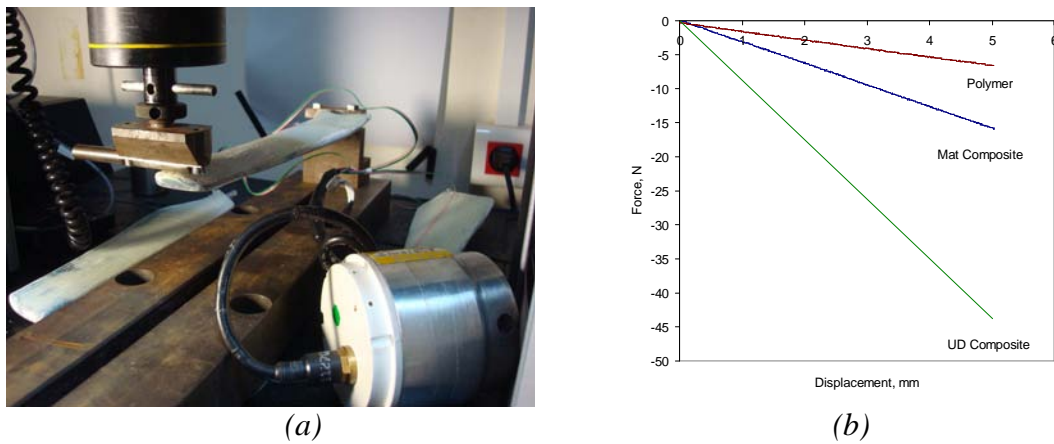 0
0 1 2 3 4 5 6
-5
-10
-15
-20
-25
-30
-35
-40
-45
-50
Force, N
Polymer
Mat Composite
UD Composite
Displacement, mm
(a) (b)